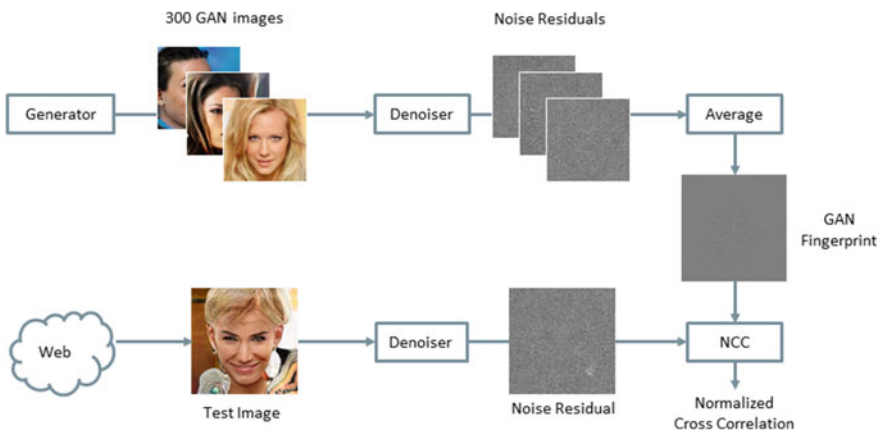 300 GAN images
Noise Residuals
Generator
Denoiser
Average
GAN
Fingerprint
Web
Denoiser
NCC
Test Image
Noise Residual
Normalized
Cross Correlation